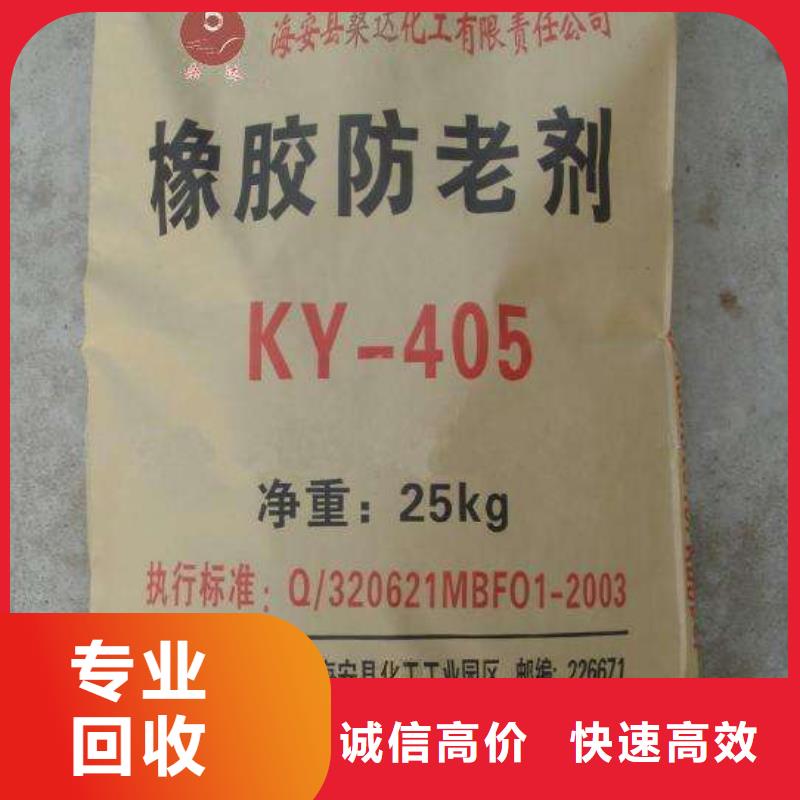 海安县桑达化工有限责任公司
橡胶防老剂
KY-405
净重：25kg
执行标准：Q/320621MBFO1-2003
海安县化工工业园区 邮编: 226671
专业
回收
诚信高价 快速高效